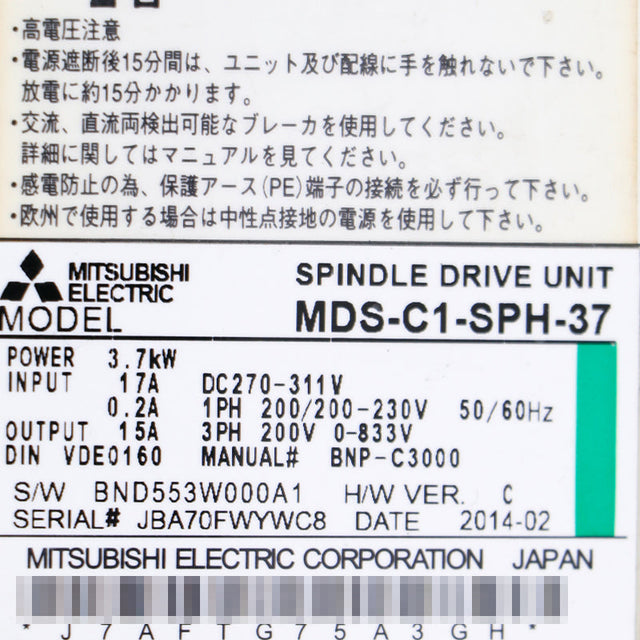 ・高電圧注意
・電源遮断後15分間は、ユニット及び配線に手を触れないで下さい。
放電に約15分かかります。
・交流、直流両検出可能なブレーカを使用してください。
詳細に関してはマニュアルを見てください。
・感電防止の為、保護アース(PE)端子の接続を必ず行って下さい。
・欧州で使用する場合は中性点接地の電源を使用して下さい。
MITSUBISHI ELECTRIC
SPINDLE DRIVE UNIT
MODEL MDS-C1-SPH-37
POWER 3.7kW
INPUT 17A DC270-311V
0.2A 1PH 200/200-230V 50/60Hz
OUTPUT 15A 3PH 200V 0-833V
DIN VDE0160 MANUAL# BNP-C3000
S/W BND553W000A1 H/W VER. C
SERIAL# JBA70FWYWC8 DATE 2014-02
MITSUBISHI ELECTRIC CORPORATION JAPAN
* J 7 A F T G 7 5 A 3 G H *